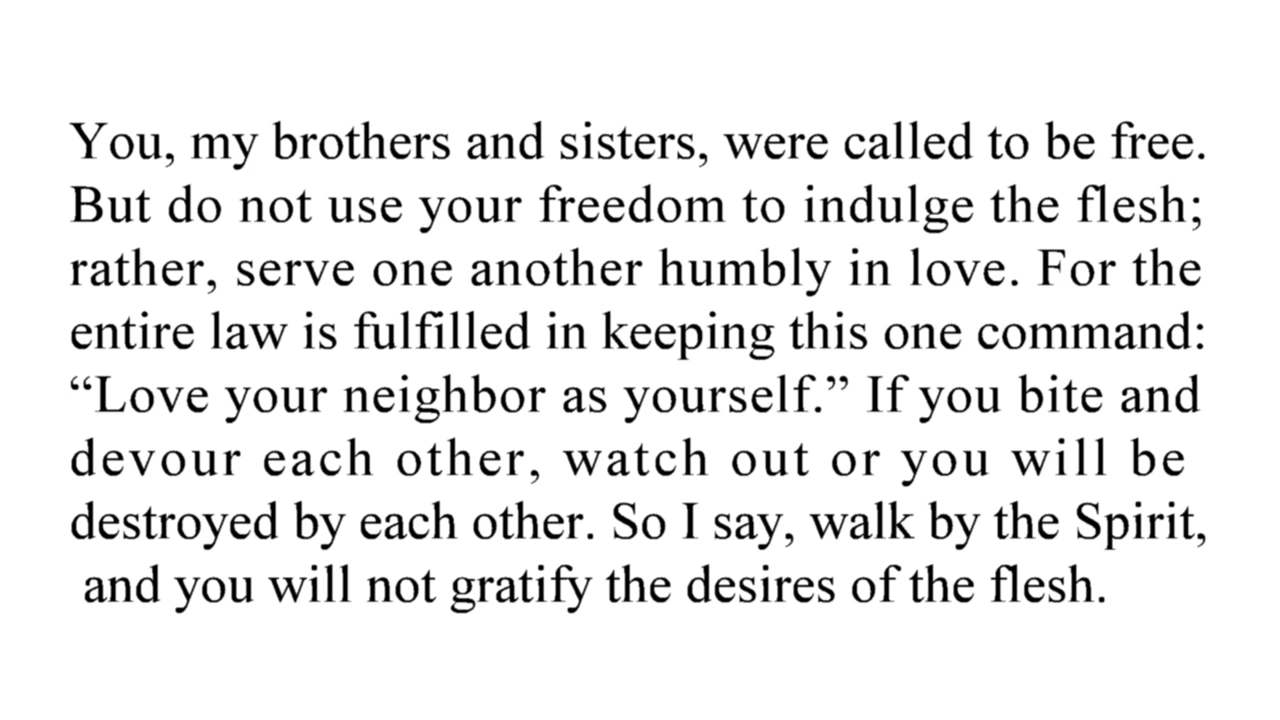 You, my brothers and sisters, were called to be free.
But do not use your freedom to indulge the flesh;
rather, serve one another humbly in love. For the
entire law is fulfilled in keeping this one command:
“Love your neighbor as yourself.” If you bite and
devour each other, watch out or you will be
destroyed by each other. So I say, walk by the Spirit,
and you will not gratify the desires of the flesh.